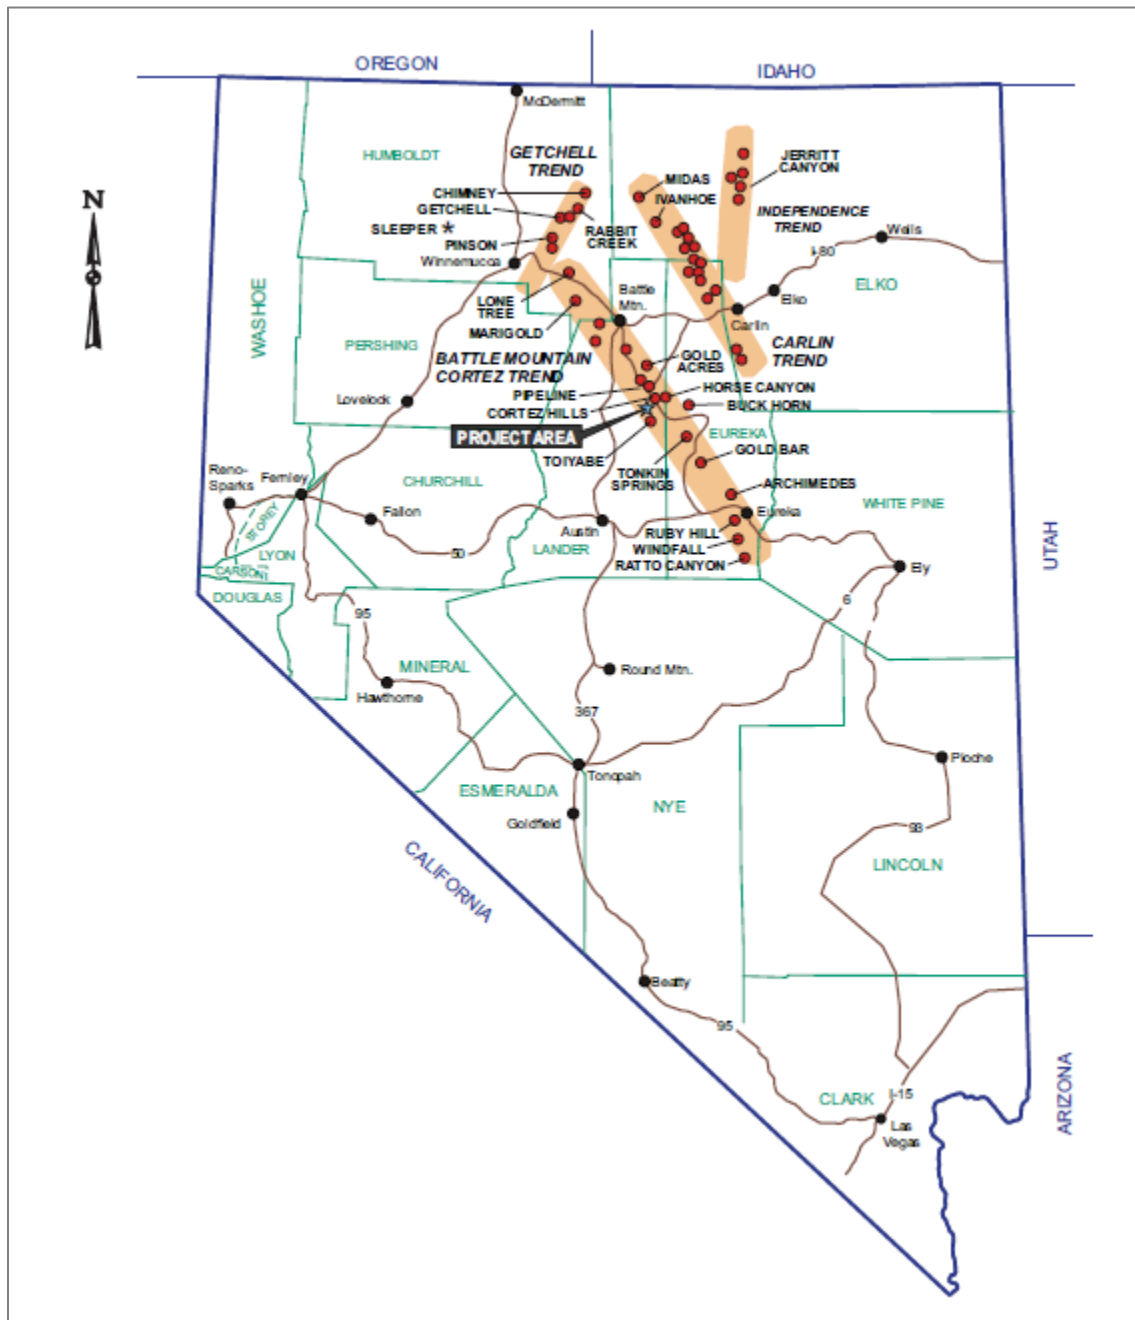 OREGON
IDAHO
McDermitt
HUMBOLDT
GETCHELL
TREND
JERRITT
CANYON
MIDAS
N
CHIMNEY
IVANHOE
GETCHELL
INDEPENDENCE
TREND
SLEEPER *
RABBIT
CREEK
PINSON
Wells
Winnemucca
I-80
ELKO
WASHOE
LONE
TREE
Battle
Mtn.
Elko
MARIGOLD
Carlin
PERSHING
BATTLE MOUNTAIN
CORTEZ TREND
GOLD
ACRES
CARLIN
TREND
PIPELINE
HORSE CANYON
Lovelock
CORTEZ HILLS
BUCK HORN
PROJECT AREA
EUREKA
TOIYABE
GOLD BAR
Reno-
Sparks
Fernley
CHURCHILL
TONKIN
SPRINGS
ARCHIMEDES
WHITE PINE
STOREY
Fallon
Austin
Eureka
RUBY HILL
LYON
50
LANDER
WINDFALL
UTAH
CARSON
RATTO CANYON
Ely
DOUGLAS
95
6
MINERAL
Round Mtn.
Hawthorne
367
Tonopah
Pioche
ESMERALDA
NYE
Goldfield
93
CALIFORNIA
LINCOLN
Beatty
95
ARIZONA
CLARK
I-15
Las
Vegas